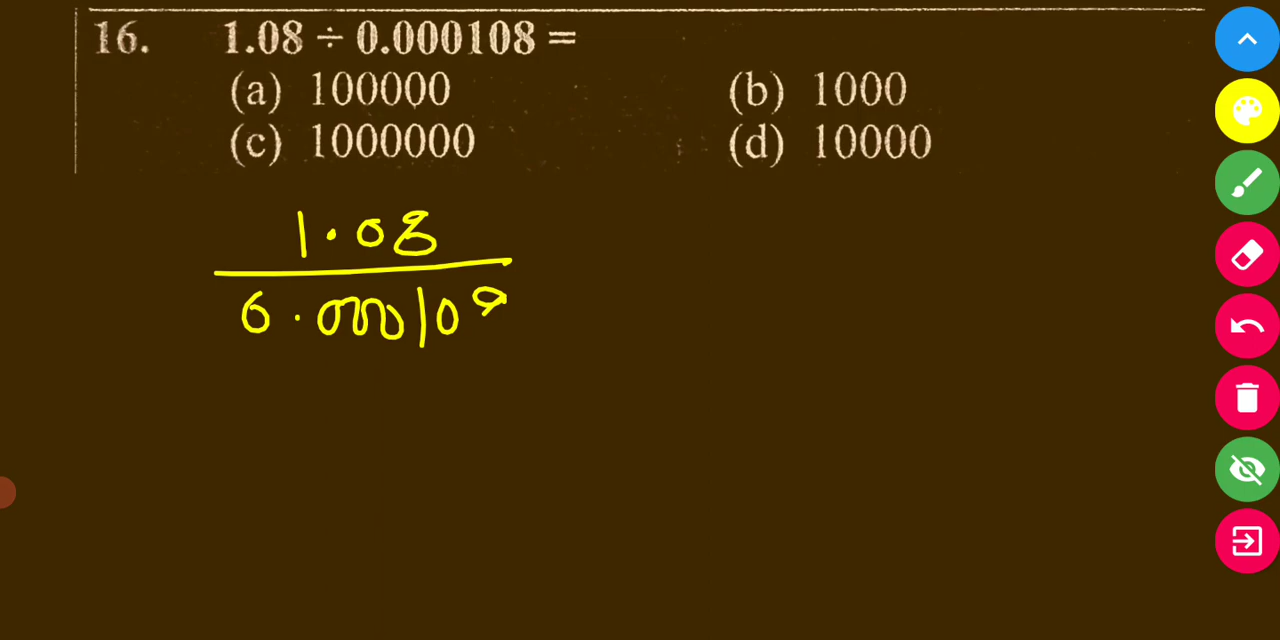 16. 1.08 ÷ 0.000108 =
(a) 100000 (b) 1000
(c) 1000000 (d) 10000
1.08
0.000108